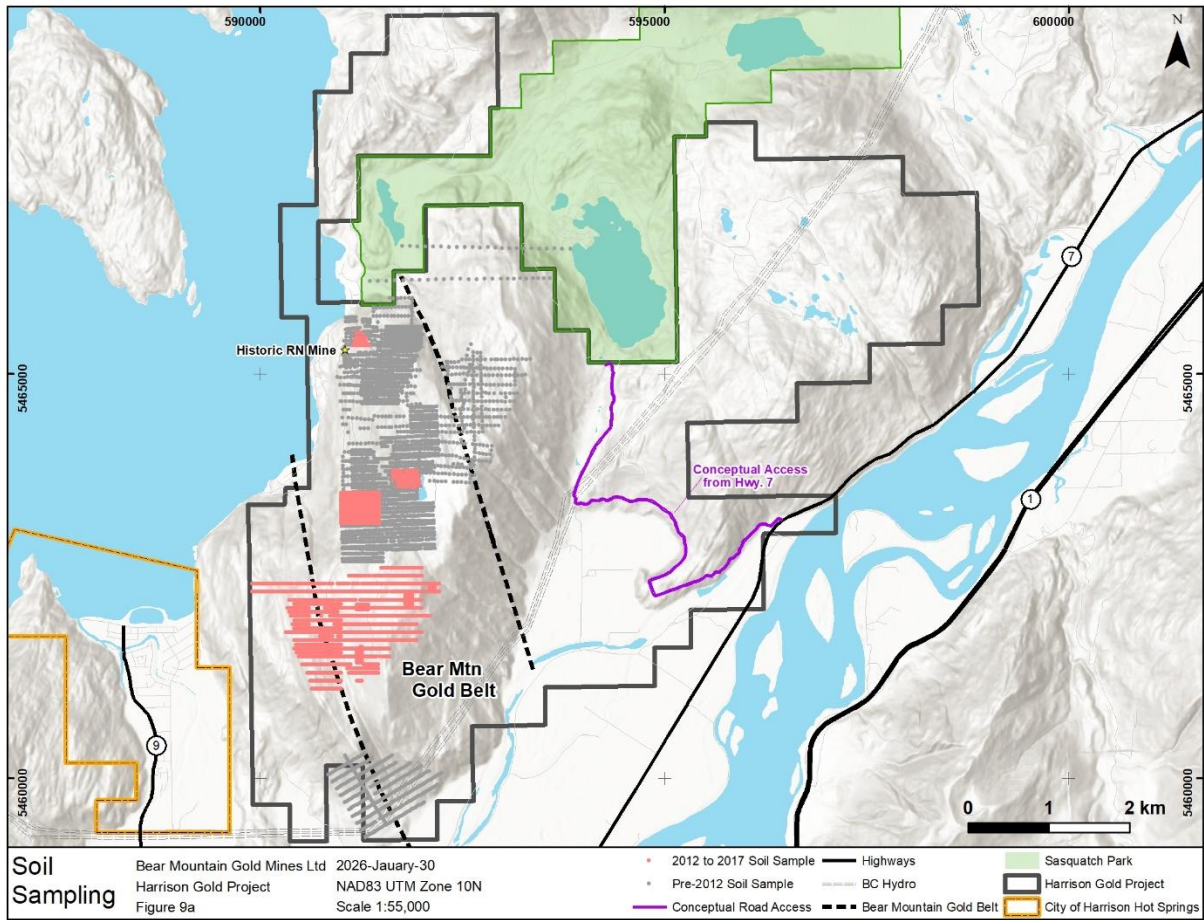 590000
595000
600000
N
7
Historic RN Mine
5465000
5465000
Conceptual Access
from Hwy. 7
1
Bear Mtn
Gold Belt
9
5460000
5460000
0 1 2 km
Soil
Sampling
Bear Mountain Gold Mines Ltd 2026-Jauary-30
Harrison Gold Project NAD83 UTM Zone 10N
Figure 9a Scale 1:55,000
2012 to 2017 Soil Sample Highways Sasquatch Park
Pre-2012 Soil Sample BC Hydro Harrison Gold Project
Conceptual Road Access Bear Mountain Gold Belt City of Harrison Hot Springs